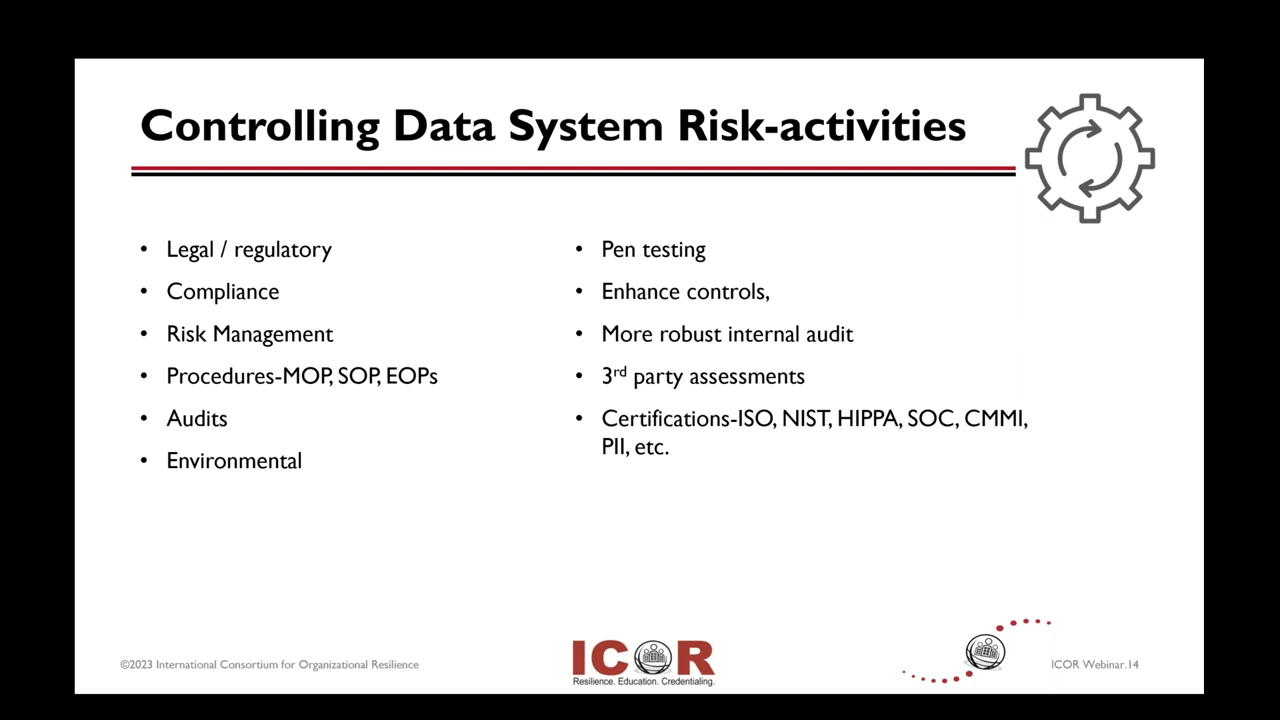 Controlling Data System Risk-activities
• Legal / regulatory
• Compliance
• Risk Management
• Procedures-MOP, SOP, EOPs
• Audits
• Environmental
• Pen testing
• Enhance controls,
• More robust internal audit
• 3rd party assessments
• Certifications-ISO, NIST, HIPPA, SOC, CMMI,
PII, etc.
©2023 International Consortium for Organizational Resilience
ICOR
Resilience. Education. Credentialing.
ICOR Webinar.14